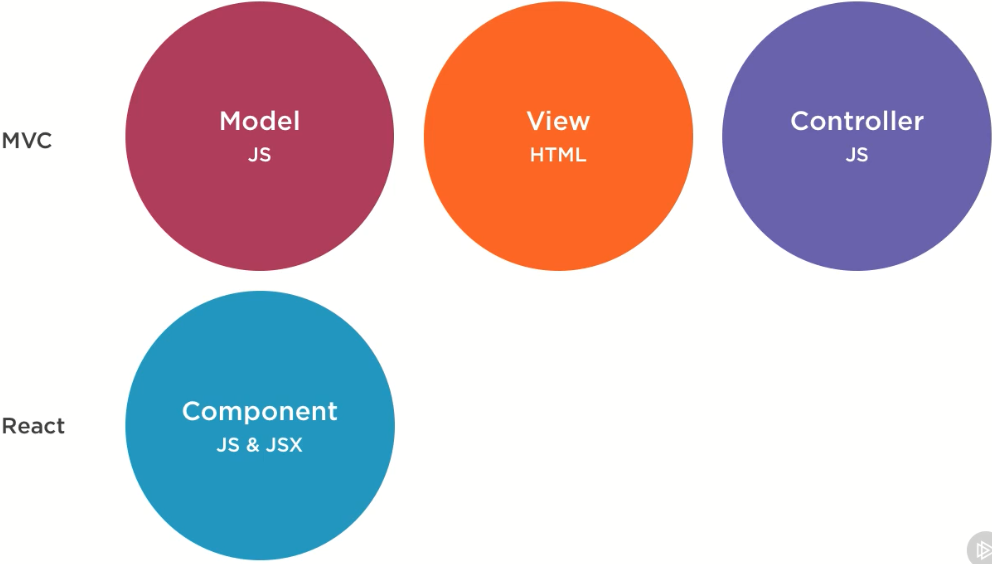 MVC
Model
JS
View
HTML
Controller
JS
React
Component
JS & JSX